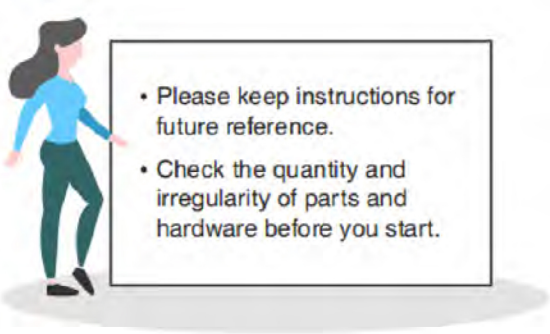 • Please keep instructions for
future reference.
• Check the quantity and
irregularity of parts and
hardware before you start.